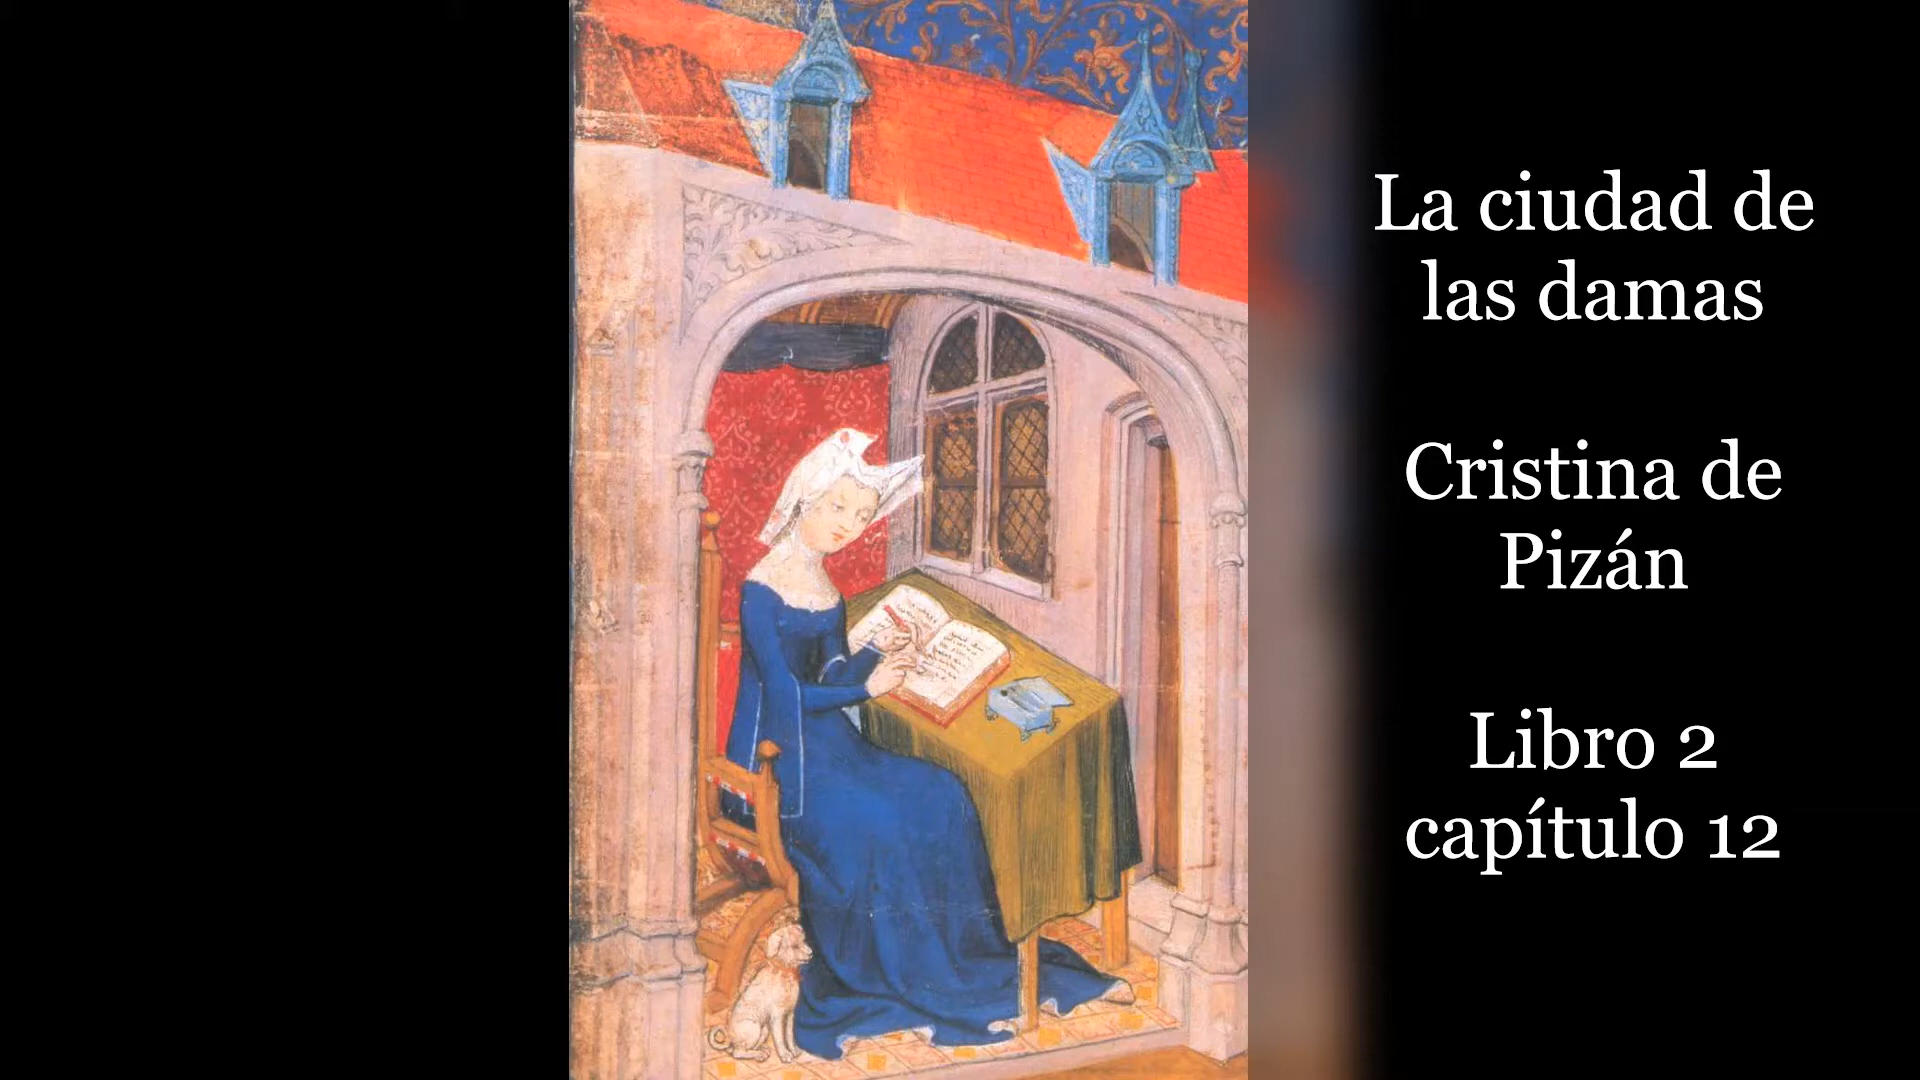 La ciudad de
las damas
Cristina de
Pizán
Libro 2
capítulo 12